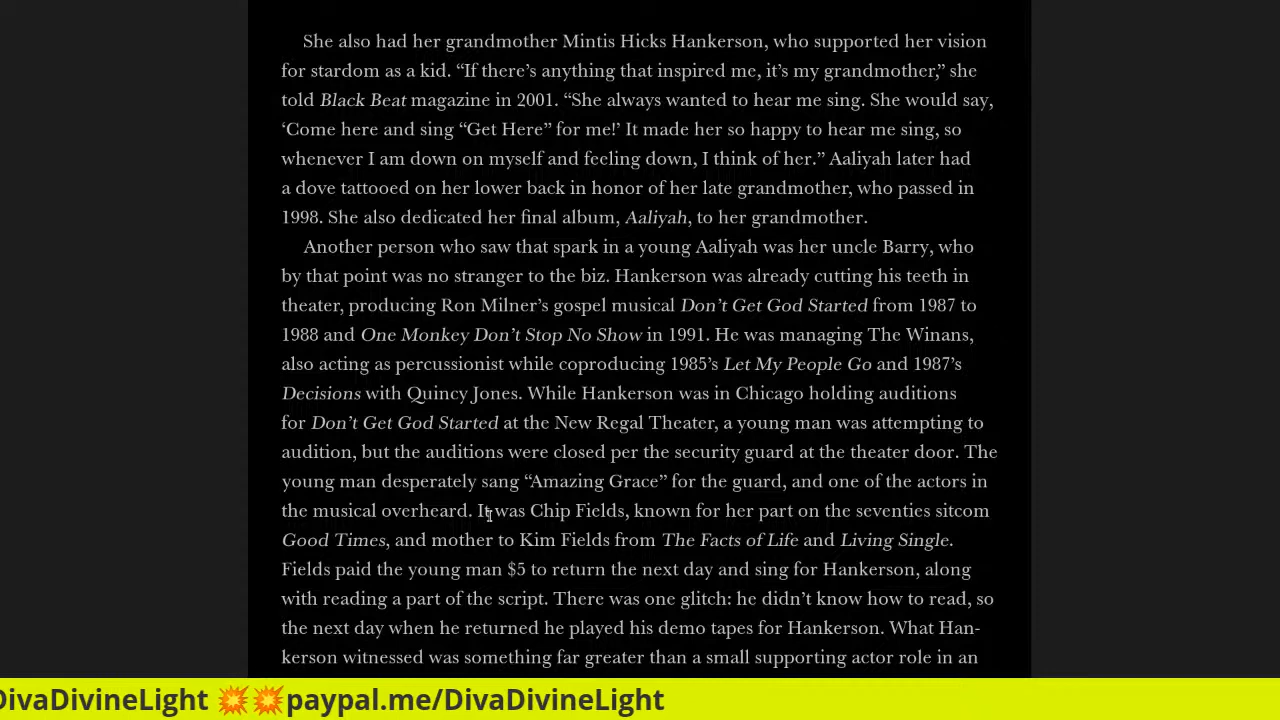 She also had her grandmother Mintis Hicks Hankerson, who supported her vision
for stardom as a kid. “If there’s anything that inspired me, it’s my grandmother,” she
told Black Beat magazine in 2001. “She always wanted to hear me sing. She would say,
‘Come here and sing “Get Here” for me!’ It made her so happy to hear me sing, so
whenever I am down on myself and feeling down, I think of her.” Aaliyah later had
a dove tattooed on her lower back in honor of her late grandmother, who passed in
1998. She also dedicated her final album, Aaliyah, to her grandmother.
Another person who saw that spark in a young Aaliyah was her uncle Barry, who
by that point was no stranger to the biz. Hankerson was already cutting his teeth in
theater, producing Ron Milner’s gospel musical Don’t Get God Started from 1987 to
1988 and One Monkey Don’t Stop No Show in 1991. He was managing The Winans,
also acting as percussionist while coproducing 1985’s Let My People Go and 1987’s
Decisions with Quincy Jones. While Hankerson was in Chicago holding auditions
for Don’t Get God Started at the New Regal Theater, a young man was attempting to
audition, but the auditions were closed per the security guard at the theater door. The
young man desperately sang “Amazing Grace” for the guard, and one of the actors in
the musical overheard. It was Chip Fields, known for her part on the seventies sitcom
Good Times, and mother to Kim Fields from The Facts of Life and Living Single.
Fields paid the young man $5 to return the next day and sing for Hankerson, along
with reading a part of the script. There was one glitch: he didn’t know how to read, so
the next day when he returned he played his demo tapes for Hankerson. What Han-
kerson witnessed was something far greater than a small supporting actor role in an
DivaDivineLight 💥💥paypal.me/DivaDivineLight